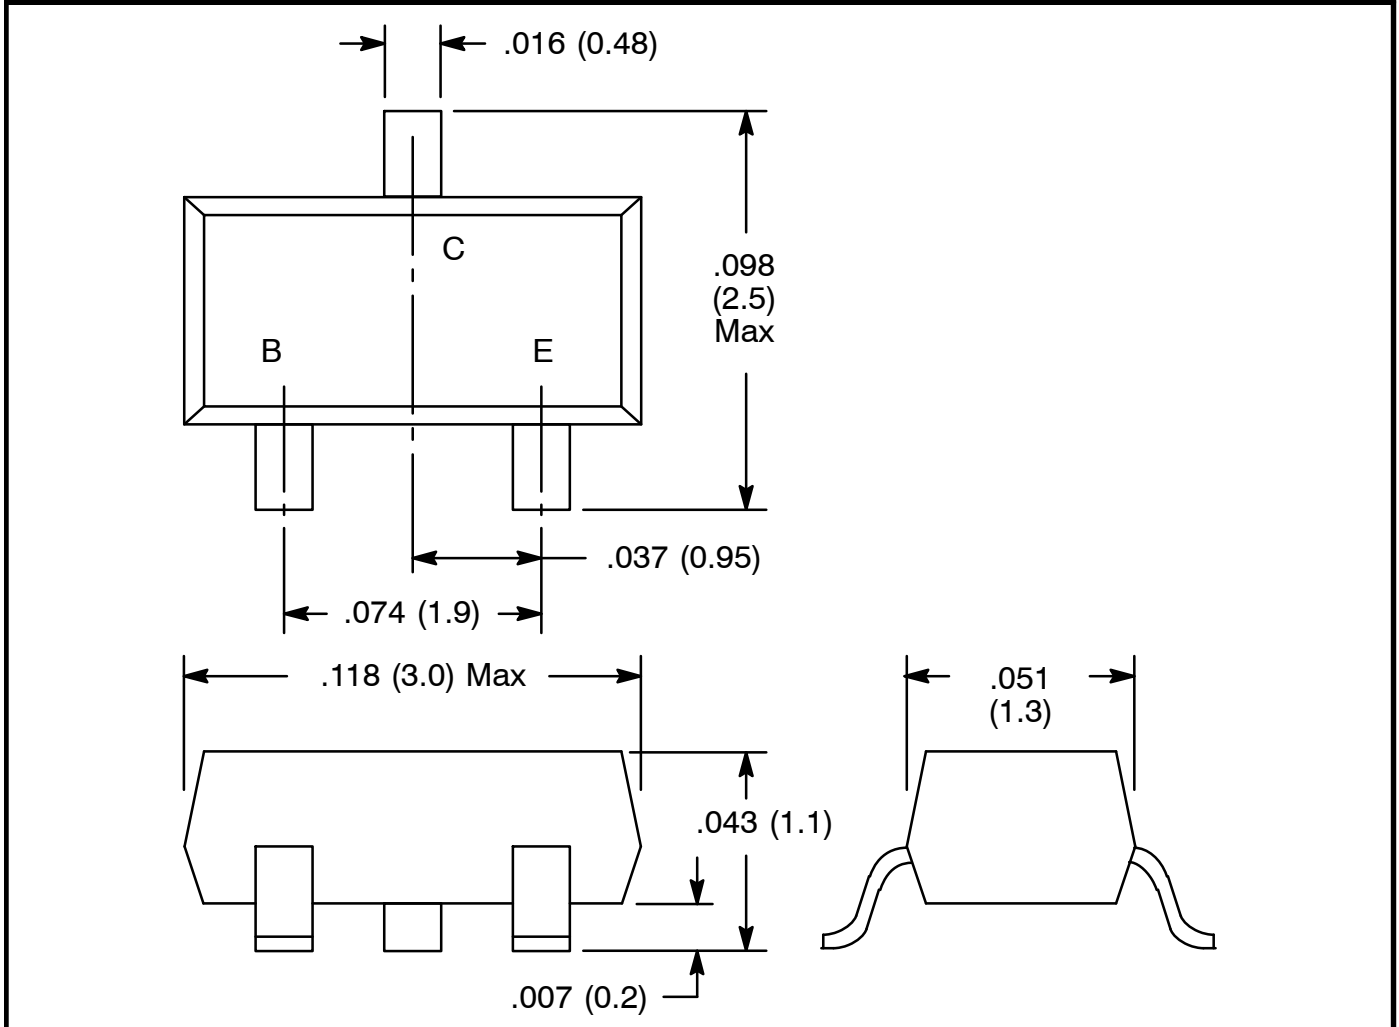 .016 (0.48)
C
.098
(2.5)
Max
B
E
.037 (0.95)
.074 (1.9)
.118 (3.0) Max
.051
(1.3)
.043 (1.1)
.007 (0.2)